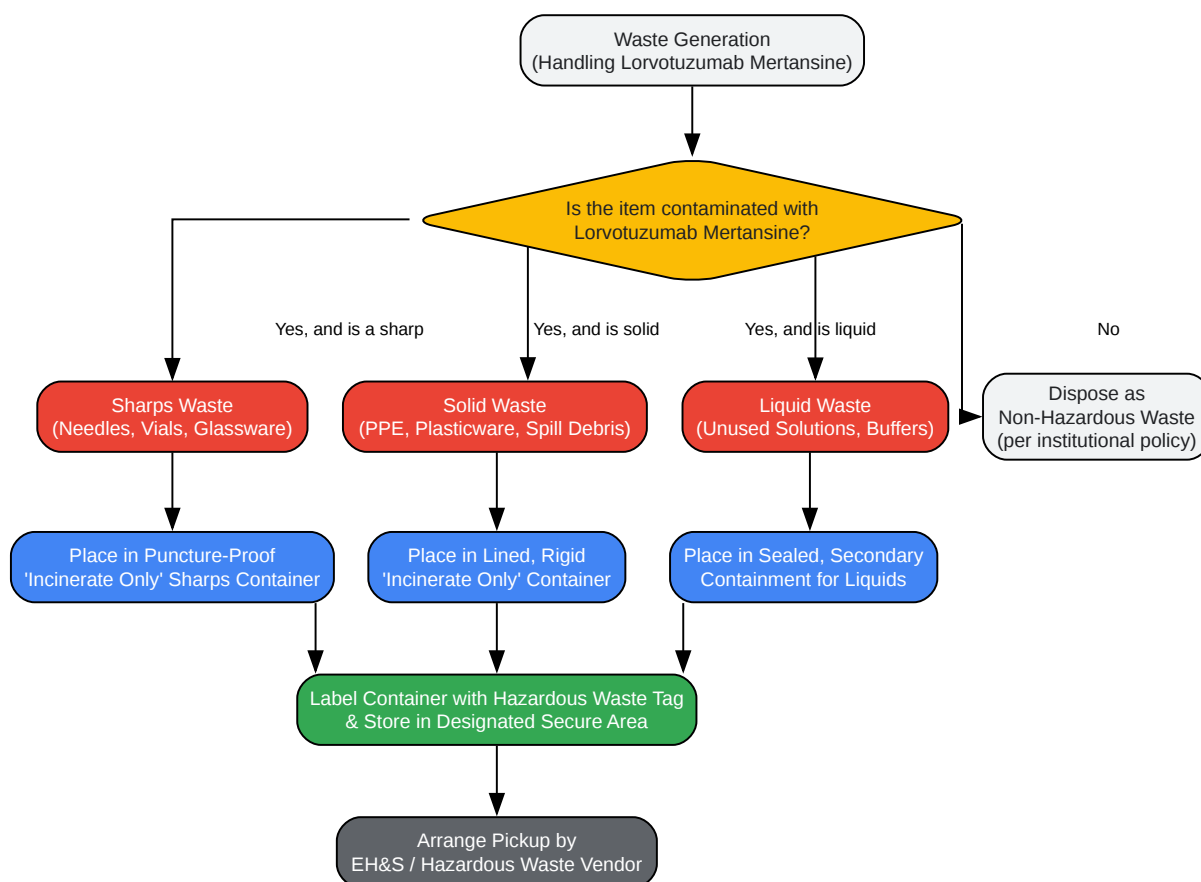 Waste Generation
(Handling Lorvotuzumab Mertansine)
Is the item contaminated with
Lorvotuzumab Mertansine?
Yes, and is a sharp
Yes, and is solid
Yes, and is liquid
No
Sharps Waste
(Needles, Vials, Glassware)
Solid Waste
(PPE, Plasticware, Spill Debris)
Liquid Waste
(Unused Solutions, Buffers)
Dispose as
Non-Hazardous Waste
(per institutional policy)
Place in Puncture-Proof
'Incinerate Only' Sharps Container
Place in Lined, Rigid
'Incinerate Only' Container
Place in Sealed, Secondary
Containment for Liquids
Label Container with Hazardous Waste Tag
& Store in Designated Secure Area
Arrange Pickup by
EH&S / Hazardous Waste Vendor